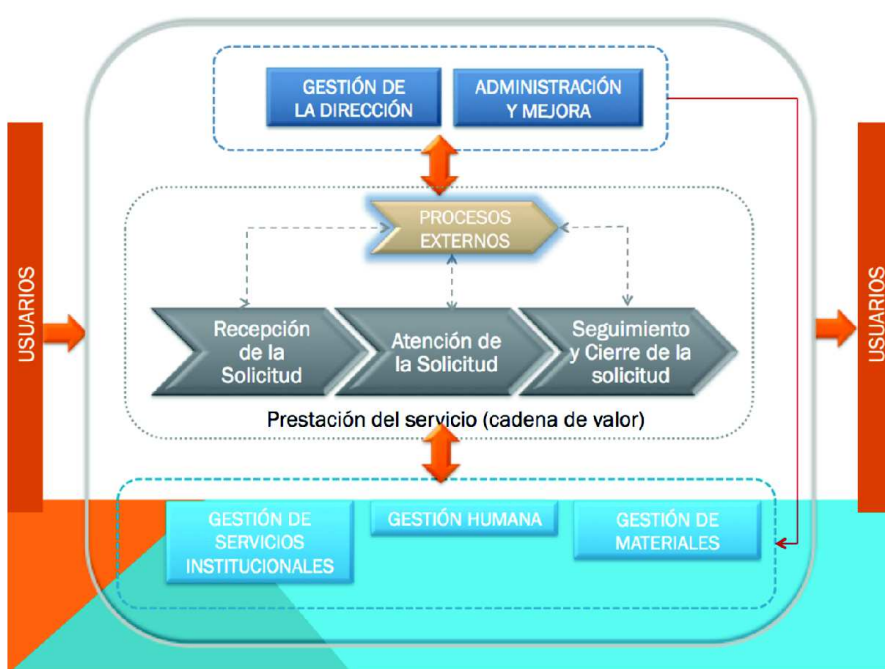 GESTIÓN DE
LA DIRECCIÓN
ADMINISTRACIÓN
Y MEJORA
PROCESOS
EXTERNOS
USUARIOS
Recepción
de la
Solicitud
Atención de
la Solicitud
Seguimiento
y Cierre de la
solicitud
USUARIOS
Prestación del servicio (cadena de valor)
GESTIÓN DE
SERVICIOS
INSTITUCIONALES
GESTIÓN HUMANA
GESTIÓN DE
MATERIALES